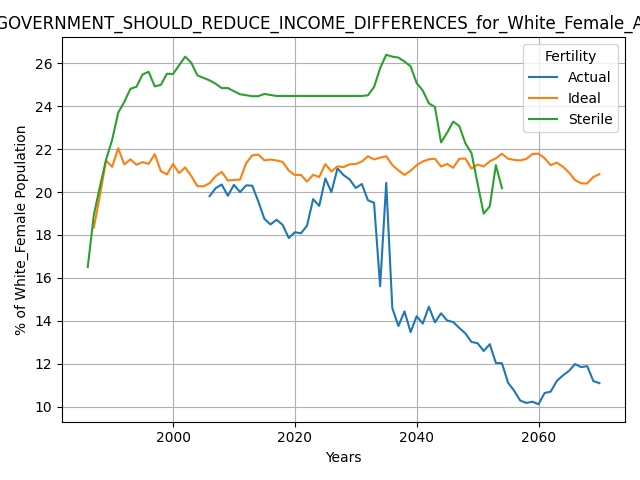 GOVERNMENT_SHOULD_REDUCE_INCOME_DIFFERENCES_for_White_Female_A
Fertility
Actual
Ideal
Sterile
% of White_Female Population
26
24
22
20
18
16
14
12
10
2000 2020 2040 2060
Years